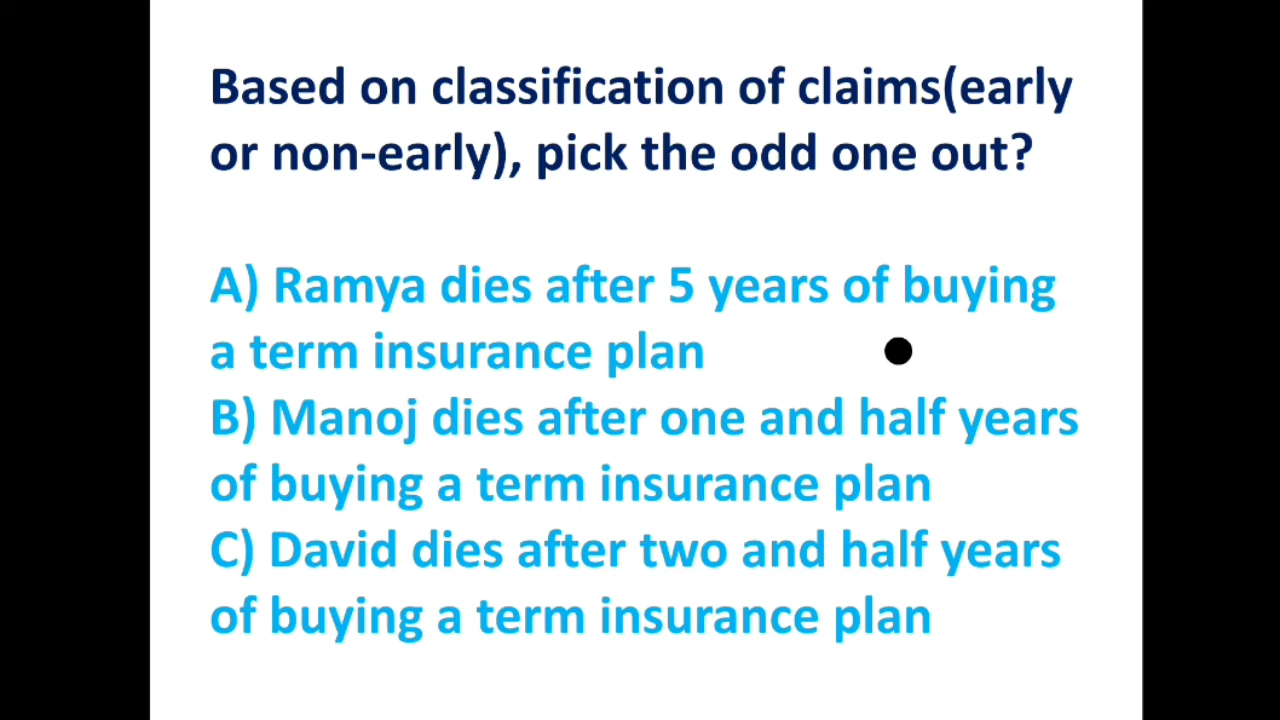 Based on classification of claims(early
or non-early), pick the odd one out?
A) Ramya dies after 5 years of buying
a term insurance plan
B) Manoj dies after one and half years
of buying a term insurance plan
C) David dies after two and half years
of buying a term insurance plan